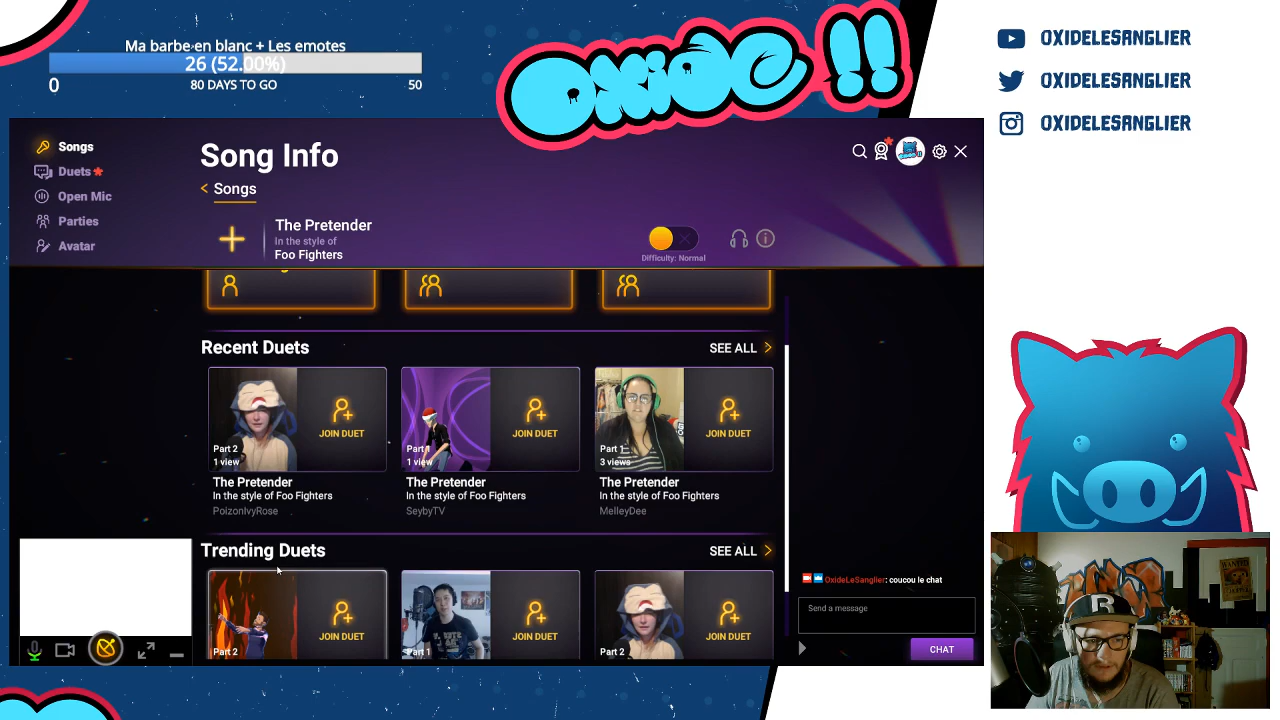 Ma barbe en blanc + Les emotes
26 (52.00%)
0
80 DAYS TO GO
50
OXIDE !!
OXIDELESANGLIER
OXIDELESANGLIER
OXIDELESANGLIER
Songs
Duets*
Open Mic
Parties
Avatar
Song Info
< Songs
The Pretender
In the style of
Foo Fighters
Difficulty: Normal
Recent Duets
SEE ALL >
Part 2
1 view
JOIN DUET
Part 1
1 view
JOIN DUET
Part 1
3 views
JOIN DUET
The Pretender
In the style of Foo Fighters
PoizonIvyRose
The Pretender
In the style of Foo Fighters
SeybyTV
The Pretender
In the style of Foo Fighters
MelleyDee
Trending Duets
SEE ALL >
Part 2
JOIN DUET
Part 1
JOIN DUET
Part 2
JOIN DUET
OxideLeSanglier: coucou le chat
Send a message
CHAT
WANTED
R